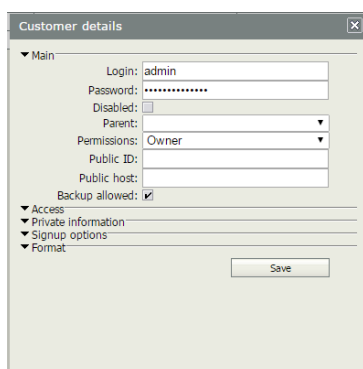 Customer details
Main
Login: admin
Password: ••••••••••••••
Disabled:
Parent:
Permissions: Owner
Public ID:
Public host:
Backup allowed:
Access
Private information
Signup options
Format
Save